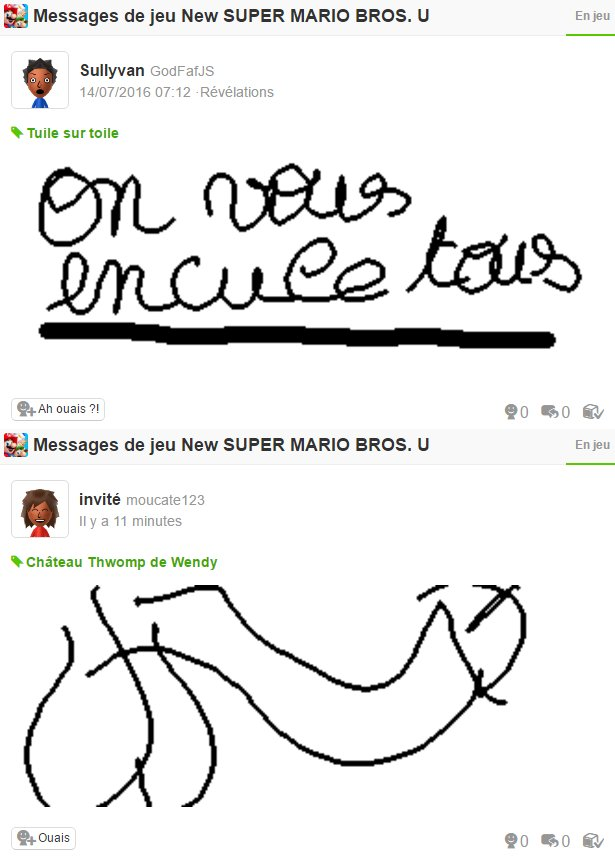 Messages de jeu New SUPER MARIO BROS. U En jeu
Sullyvan GodFafJS
14/07/2016 07:12 ·Révélations
Tuile sur toile
on vous
encule tous
Ah ouais ?!
0 0
Messages de jeu New SUPER MARIO BROS. U En jeu
invité moucate123
Il y a 11 minutes
Château Thwomp de Wendy
Ouais
0 0